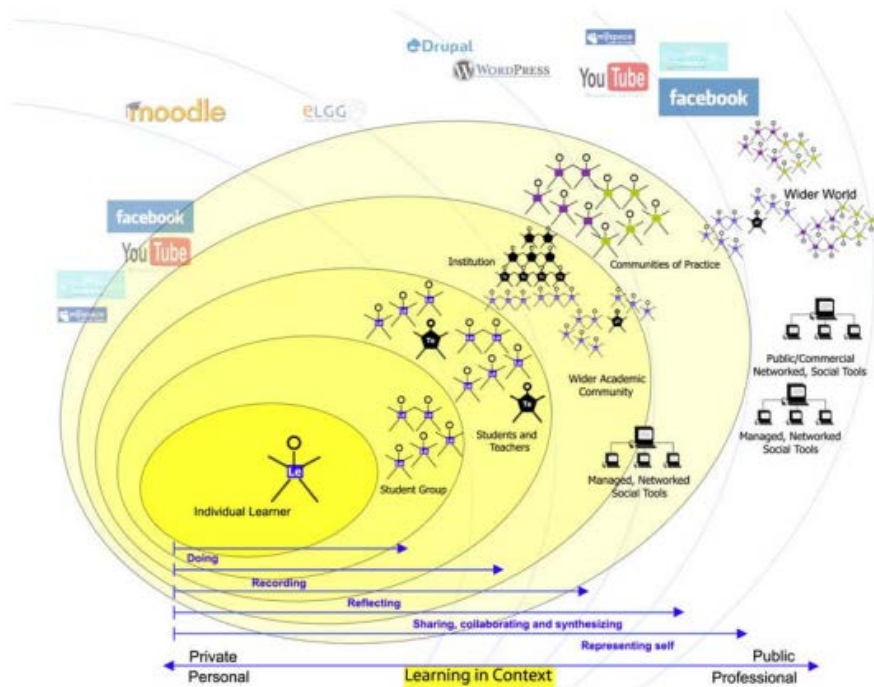 Drupal
WORDPRESS
myspace
YouTube
facebook
moodle
eLGG
Wider World
facebook
YouTube
myspace
Institution
Communities of Practice
Te
Wider Academic
Community
Public/Commercial
Networked, Social Tools
Te
Students and
Teachers
Managed, Networked
Social Tools
Managed, Networked
Social Tools
Le
Student Group
Individual Learner
Doing
Recording
Reflecting
Sharing, collaborating and synthesizing
Representing self
Private
Public
Personal
Learning in Context
Professional